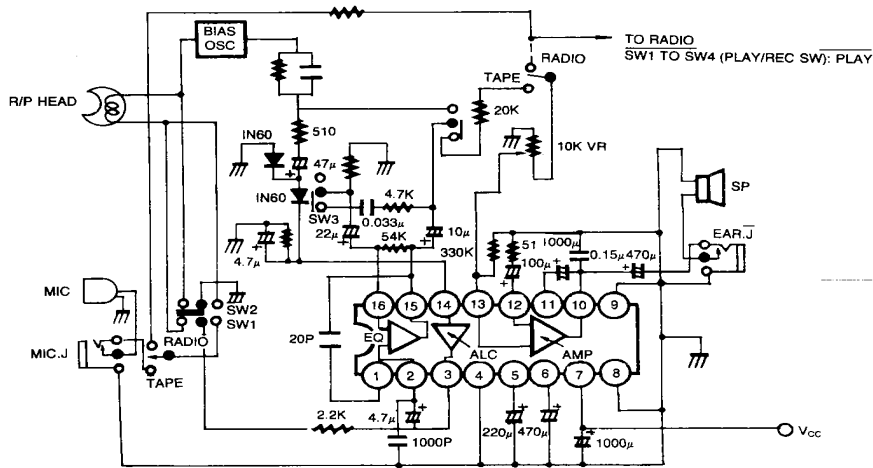 BIAS
OSC
TO RADIO
SW1 TO SW4 (PLAY/REC SW): PLAY
RADIO
TAPE
R/P HEAD
20K
510
10K VR
IN60
47μ
IN60
4.7K
SP
SW3
0.033μ
22μ
54K
10μ
330K
51
1000μ
0.15μ
470μ
EAR.J
4.7μ
100μ
MIC
SW2
SW1
16
15
14
13
12
11
10
9
MIC.J
RADIO
TAPE
20P
EQ
ALC
AMP
1
2
3
4
5
6
7
8
2.2K
4.7μ
220μ
470μ
1000μ
VCC
1000P